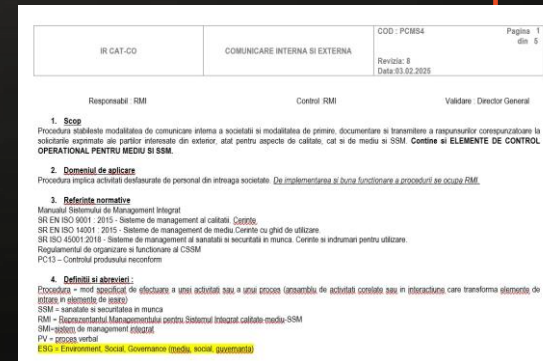 IR CAT-CO
COMUNICARE INTERNA SI EXTERNA
COD : PCMS4
Pagina 1
din 5
Revizia: 8
Data:03.02.2025
Responsabil : RMI
Control :RMI
Validare : Director General
1. Scop
Procedura stabileste modalitatea de comunicare interna a societatii si modalitatea de primire, documentare si transmitere a raspunsurilor corespunzatoare la
solicitarile exprimate ale partilor interesate din exterior, atat pentru aspecte de calitate, cat si de mediu si SSM. Contine si ELEMENTE DE CONTROL
OPERATIONAL PENTRU MEDIU SI SSM.
2. Domeniul de aplicare
Procedura implica activitati desfasurate de personal din intreaga societate. De implementarea si buna functionare a procedurii se ocupa RMI.
3. Referinte normative
Manualul Sistemului de Management Integrat
SR EN ISO 9001 : 2015 - Sisteme de management al calitatii. Cerinte.
SR EN ISO 14001 : 2015 - Sisteme de management de mediu Cerinte cu ghid de utilizare.
SR ISO 45001:2018 - Sisteme de management al sanatatii si securitatii in munca. Cerinte si indrumari pentru utilizare.
Regulamentul de organizare si functionare al CSSM
PC13 – Controlul produsului neconform
4. Definitii si abrevieri :
Procedura = mod specificat de efectuare a unei activitati sau a unui proces (ansamblu de activitati corelate sau in interactiune care transforma elemente de
intrare in elemente de iesire)
SSM = sanatate si securitatea in munca
RMI = Reprezentantul Managementului pentru Sistemul Integrat calitate-mediu-SSM
SMI=sistem de management integrat
PV = proces verbal
ESG = Environment, Social, Governance (mediu, social, guvernanta)